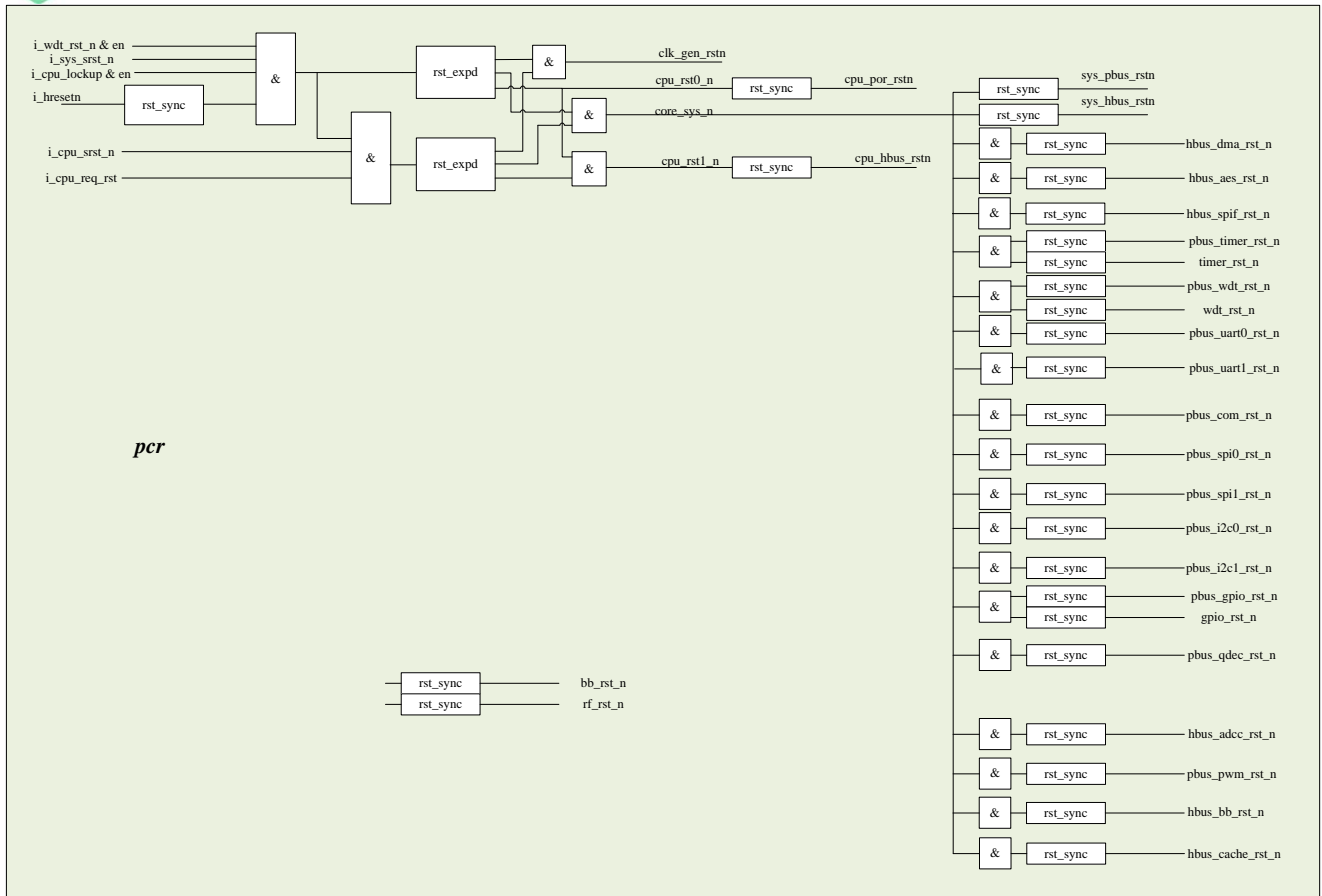 i_wdt_rst_n & en
i_sys_srst_n
i_cpu_lockup & en
i_hresetn
rst_sync
&
i_cpu_srst_n
i_cpu_req_rst
&
rst_expd
rst_expd
&
clk_gen_rstn
cpu_rst0_n
rst_sync
cpu_por_rstn
&
core_sys_n
&
cpu_rst1_n
rst_sync
cpu_hbus_rstn
rst_sync
sys_pbus_rstn
rst_sync
sys_hbus_rstn
& rst_sync hbus_dma_rst_n
& rst_sync hbus_aes_rst_n
& rst_sync hbus_spif_rst_n
& rst_sync pbus_timer_rst_n
rst_sync timer_rst_n
& rst_sync pbus_wdt_rst_n
rst_sync wdt_rst_n
& rst_sync pbus_uart0_rst_n
& rst_sync pbus_uart1_rst_n
& rst_sync pbus_com_rst_n
pcr
& rst_sync pbus_spi0_rst_n
& rst_sync pbus_spi1_rst_n
& rst_sync pbus_i2c0_rst_n
& rst_sync pbus_i2c1_rst_n
& rst_sync pbus_gpio_rst_n
rst_sync gpio_rst_n
& rst_sync pbus_qdec_rst_n
rst_sync bb_rst_n
rst_sync rf_rst_n
& rst_sync hbus_adcc_rst_n
& rst_sync pbus_pwm_rst_n
& rst_sync hbus_bb_rst_n
& rst_sync hbus_cache_rst_n